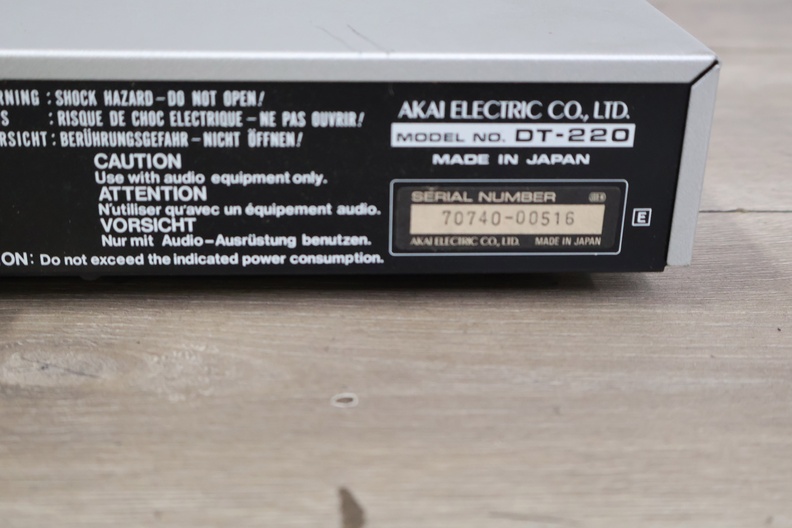 RNING : SHOCK HAZARD – DO NOT OPEN!
S : RISQUE DE CHOC ELECTRIQUE – NE PAS OUVRIR!
RSICHT : BERÜHRUNGSGEFAHR – NICHT ÖFFNEN!
CAUTION
Use with audio equipment only.
ATTENTION
N'utiliser qu'avec un équipement audio.
VORSICHT
Nur mit Audio–Ausrüstung benutzen.
ON: Do not exceed the indicated power consumption.
AKAI ELECTRIC CO., LTD.
MODEL NO. DT-220
MADE IN JAPAN
SERIAL NUMBER
70740-00516
AKAI ELECTRIC CO., LTD. MADE IN JAPAN
E